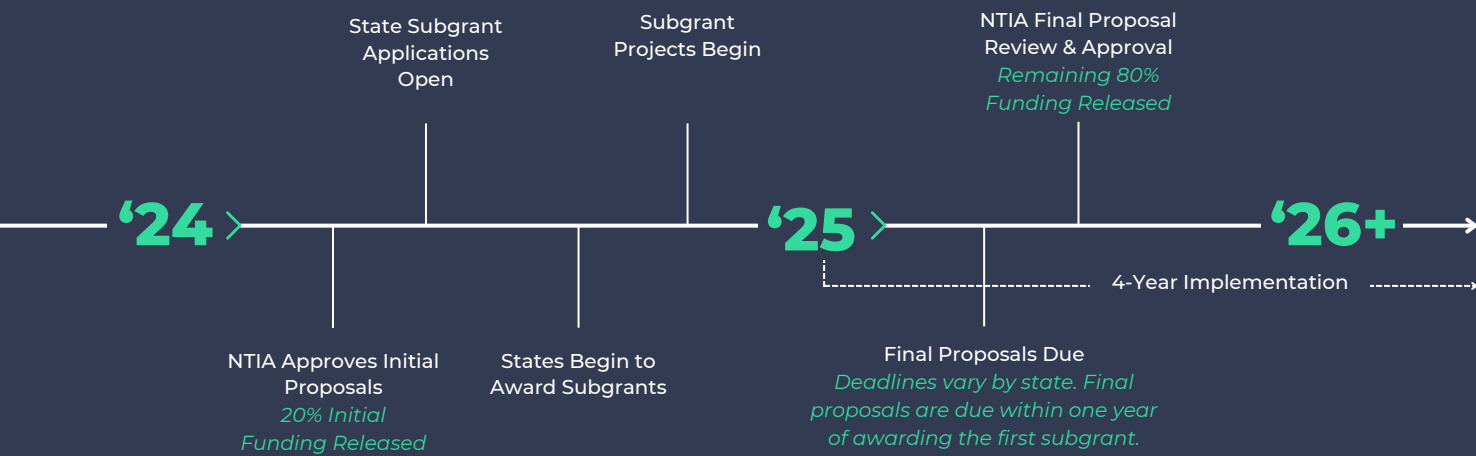 State Subgrant
Applications
Open
Subgrant
Projects Begin
NTIA Final Proposal
Review & Approval
Remaining 80%
Funding Released
‘24
‘25
‘26+
4-Year Implementation
NTIA Approves Initial
Proposals
20% Initial
Funding Released
States Begin to
Award Subgrants
Final Proposals Due
Deadlines vary by state. Final
proposals are due within one year
of awarding the first subgrant.